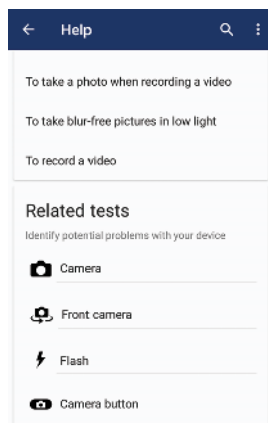 Help
To take a photo when recording a video
To take blur-free pictures in low light
To record a video
Related tests
Identify potential problems with your device
Camera
Front camera
Flash
Camera button